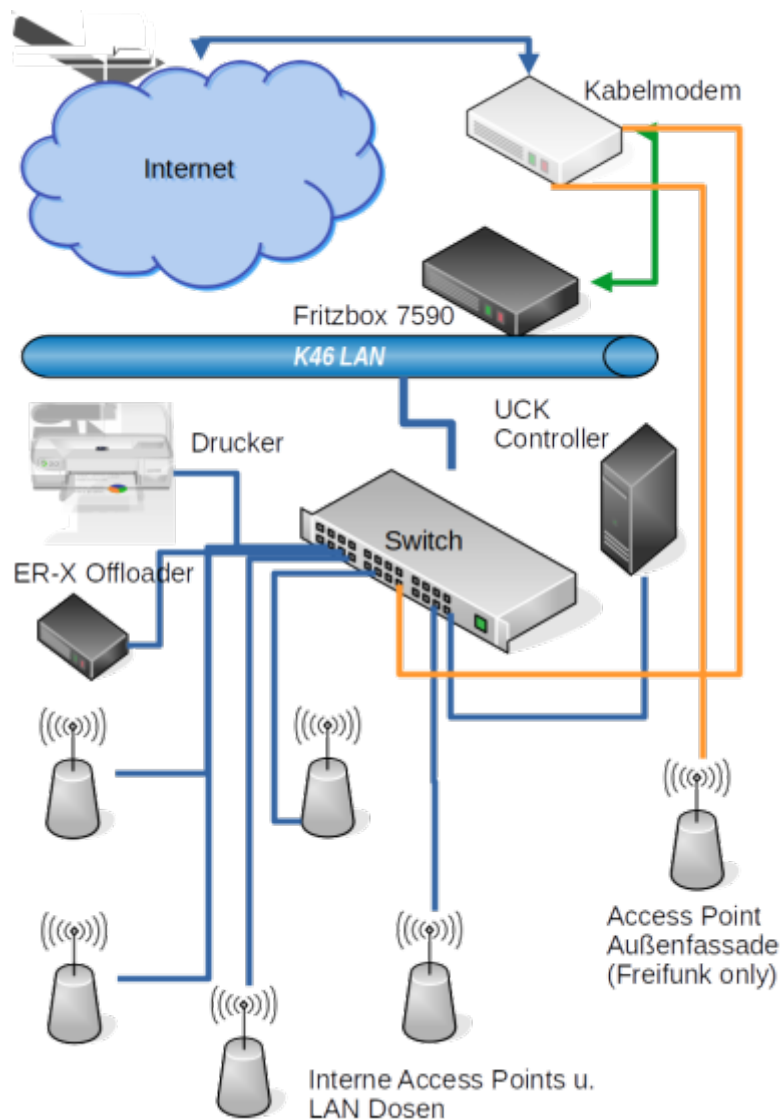 Kabelmodem
Internet
Fritzbox 7590
K46 LAN
UCK
Controller
Drucker
Switch
ER-X Offloader
Access Point
Außenfassade
(Freifunk only)
Interne Access Points u.
LAN Dosen